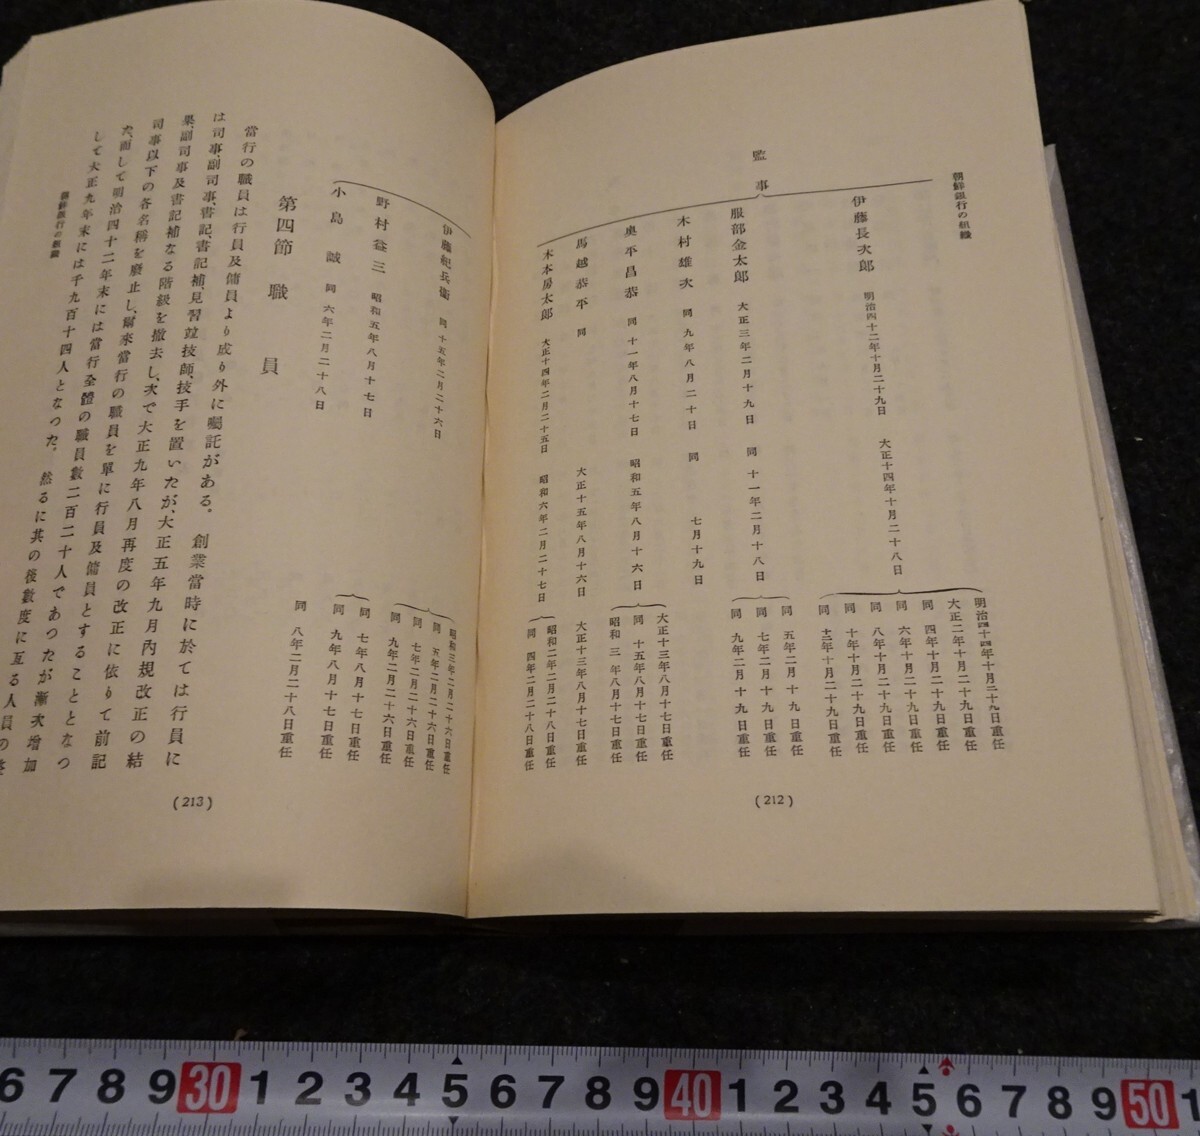 朝鮮銀行の組織
監事
伊藤長次郎 明治四十二年十月二十九日 大正十四年十月二十八日
明治四十四年十月二十九日重任
大正二年十月二十九日重任
同 四年十月二十九日重任
同 六年十月二十九日重任
同 八年十月二十九日重任
同 十年十月二十九日重任
同 十二年十月二十九日重任
服部金太郎 大正三年二月十九日 同 十一年二月十八日
同 五年二月十九日重任
同 七年二月十九日重任
同 九年二月十九日重任
木村雄次 同 九年八月二十日 同 七月十九日
奥平昌恭 同 十一年八月十七日 昭和五年八月十六日
大正十三年八月十七日重任
同 十五年八月十七日重任
昭和三年八月十七日重任
馬越恭平 同 大正十五年八月十六日
大正十三年八月十七日重任
木本房太郎 大正十四年二月二十五日 昭和六年二月二十七日
昭和二年二月二十八日重任
同 四年二月二十八日重任
(212)
伊藤紀兵衛 同 十五年二月二十六日
昭和三年二月二十六日重任
同 五年二月二十六日重任
同 七年二月二十六日重任
同 九年二月二十六日重任
野村益三 昭和五年八月十七日
同 七年八月十七日重任
同 九年八月十七日重任
小島誠 同 六年二月二十八日
同 八年二月二十八日重任
第四節 職員
當行の職員は行員及傭員より成り外に囑託がある。 創業當時に於ては行員に
は司事、副司事、書記、書記補、見習竝技師、技手を置いたが、大正五年九月內規改正の結
果、副司事及書記補なる階級を撤去し、次で大正九年八月再度の改正に依りて前記
司事以下の各名稱を廢止し、爾來當行の職員を單に行員及傭員とすることとなつ
た。而して明治四十二年末には當行全體の職員數二百二十人であつたが漸次增加
して大正九年末には千九百十四人となつた。 然るに其の後數度に亙る人員の
朝鮮銀行の組織
(213)